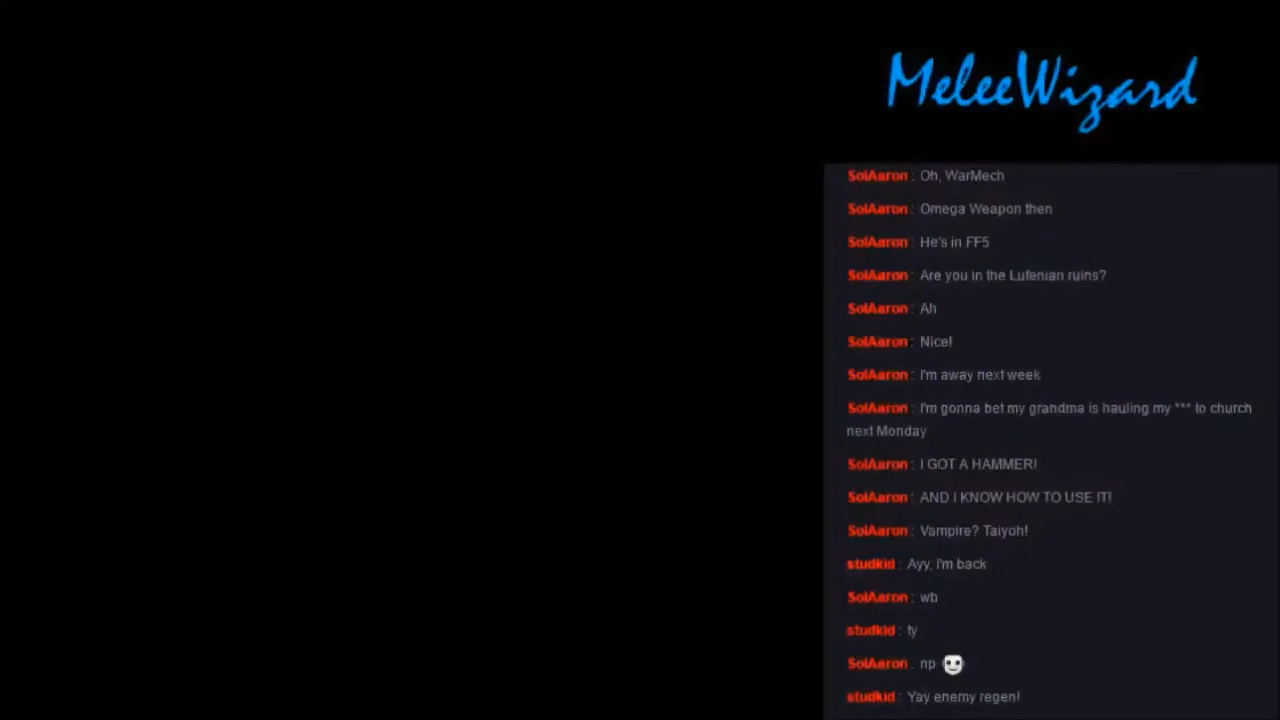 MeleeWizard
SolAaron: Oh, WarMech
SolAaron: Omega Weapon then
SolAaron: He's in FF5
SolAaron: Are you in the Lufenian ruins?
SolAaron: Ah
SolAaron: Nice!
SolAaron: I'm away next week
SolAaron: I'm gonna bet my grandma is hauling my *** to church
next Monday
SolAaron: I GOT A HAMMER!
SolAaron: AND I KNOW HOW TO USE IT!
SolAaron: Vampire? Taiyoh!
studkid: Ayy, I'm back
SolAaron: wb
studkid: ty
SolAaron: np
studkid: Yay enemy regen!